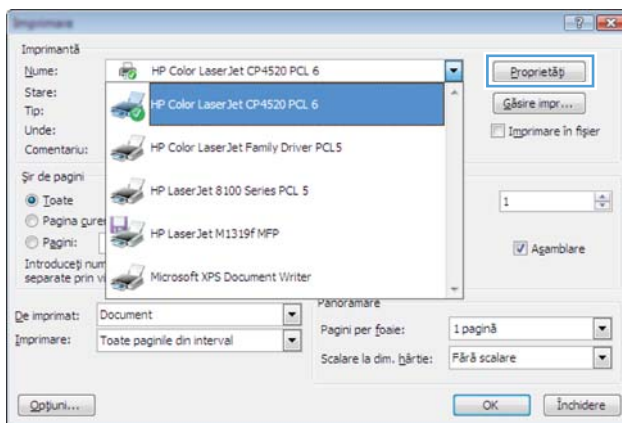 Imprimare
Imprimantă
Nume: HP Color LaserJet CP4520 PCL 6
Proprietăți
Stare:
HP Color LaserJet CP4520 PCL 6
Găsire impr...
Tip:
Unde:
Imprimare în fișier
Comentariu:
HP Color LaserJet Family Driver PCL5
Șir de pagini
HP LaserJet 8100 Series PCL 5
Toate
1
Pagina curen
HP LaserJet M1319f MFP
Pagini:
Asamblare
Introduceți num
separate prin vi
Microsoft XPS Document Writer
Panoramare
De imprimat: Document
Pagini per foaie: 1 pagină
Imprimare: Toate paginile din interval
Scalare la dim. hârtie: Fără scalare
Opțiuni...
OK
Închidere